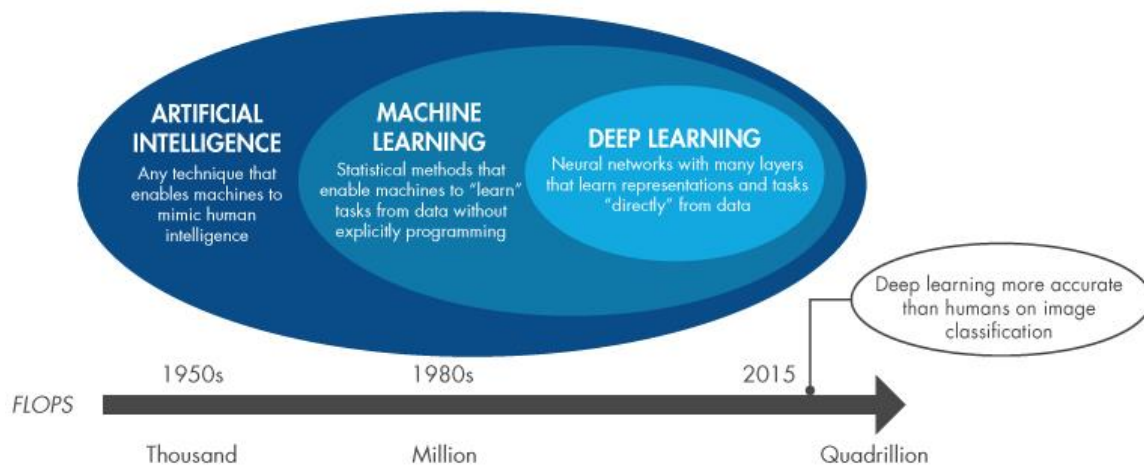 ARTIFICIAL
INTELLIGENCE
Any technique that
enables machines to
mimic human
intelligence
MACHINE
LEARNING
Statistical methods that
enable machines to “learn”
tasks from data without
explicitly programming
DEEP LEARNING
Neural networks with many layers
that learn representations and tasks
“directly” from data
Deep learning more accurate
than humans on image
classification
1950s
1980s
2015
FLOPS
Thousand
Million
Quadrillion